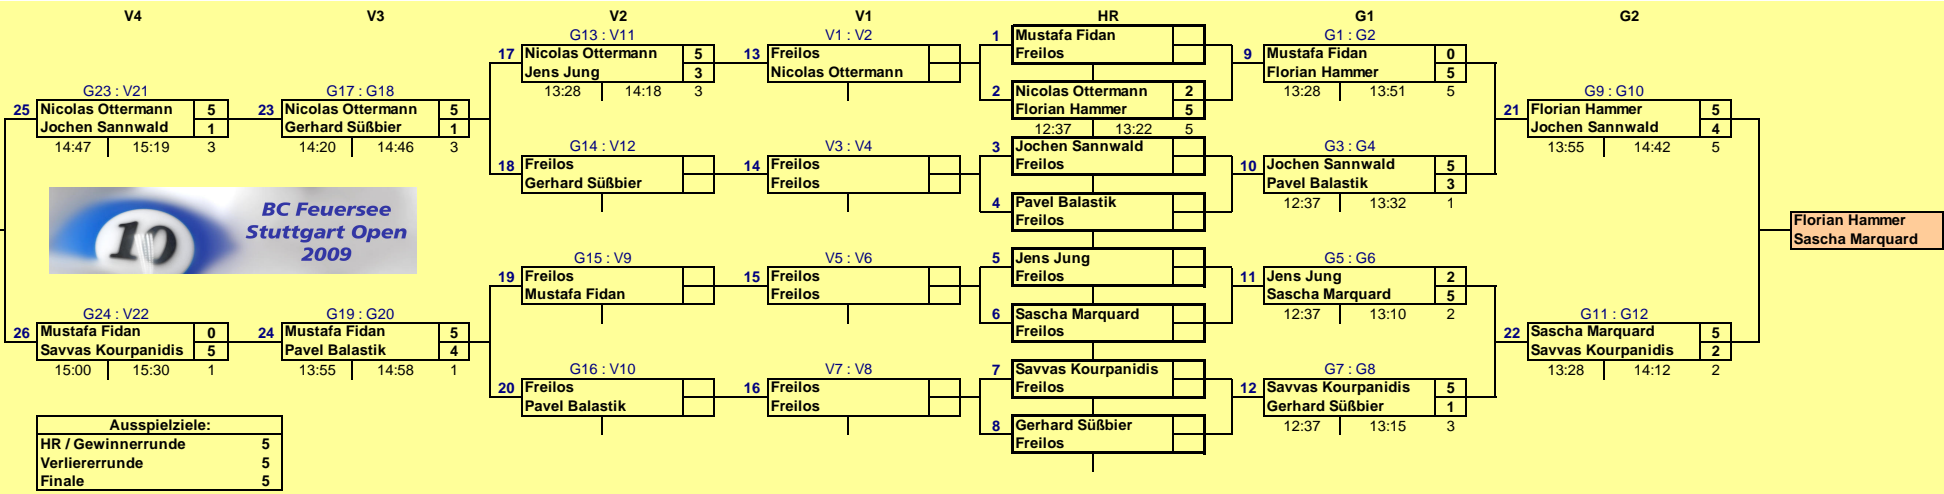 V4 V3 V2 V1 HR G1 G2
G13 : V11
17 Nicolas Ottermann 5
Jens Jung 3
13:28 14:18 3
V1 : V2
13 Freilos
Nicolas Ottermann
1 Mustafa Fidan
Freilos
G1 : G2
9 Mustafa Fidan 0
Florian Hammer 5
13:28 13:51 5
G23 : V21
25 Nicolas Ottermann 5
Jochen Sannwald 1
14:47 15:19 3
G17 : G18
23 Nicolas Ottermann 5
Gerhard Süßbier 1
14:20 14:46 3
2 Nicolas Ottermann 2
Florian Hammer 5
12:37 13:22 5
G9 : G10
21 Florian Hammer 5
Jochen Sannwald 4
13:55 14:42 5
G14 : V12
18 Freilos
Gerhard Süßbier
V3 : V4
14 Freilos
Freilos
3 Jochen Sannwald
Freilos
G3 : G4
10 Jochen Sannwald 5
Pavel Balastik 3
12:37 13:32 1
4 Pavel Balastik
Freilos
10
BC Feuersee
Stuttgart Open
2009
Florian Hammer
Sascha Marquard
G15 : V9
19 Freilos
Mustafa Fidan
V5 : V6
15 Freilos
Freilos
5 Jens Jung
Freilos
G5 : G6
11 Jens Jung 2
Sascha Marquard 5
12:37 13:10 2
G24 : V22
26 Mustafa Fidan 0
Savvas Kourpanidis 5
15:00 15:30 1
G19 : G20
24 Mustafa Fidan 5
Pavel Balastik 4
13:55 14:58 1
6 Sascha Marquard
Freilos
G11 : G12
22 Sascha Marquard 5
Savvas Kourpanidis 2
13:28 14:12 2
G16 : V10
20 Freilos
Pavel Balastik
V7 : V8
16 Freilos
Freilos
7 Savvas Kourpanidis
Freilos
G7 : G8
12 Savvas Kourpanidis 5
Gerhard Süßbier 1
12:37 13:15 3
8 Gerhard Süßbier
Freilos
Ausspielziele:
HR / Gewinnerrunde 5
Verliererrunde 5
Finale 5